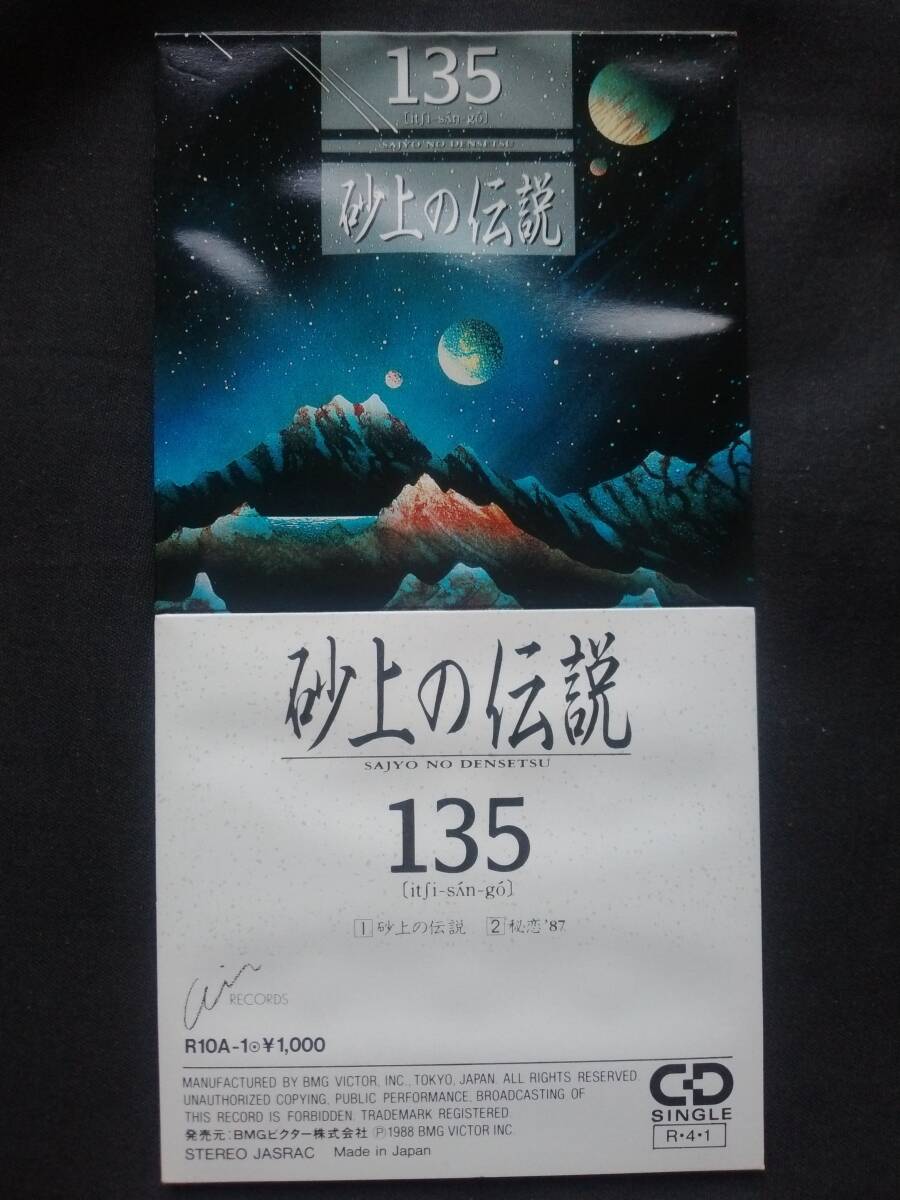 135
[itʃi-sʌ́n-gó]
SAJYO NO DENSETSU
砂上の伝説
砂上の伝説
SAJYO NO DENSETSU
135
[itʃi-sʌ́n-gó]
1 砂上の伝説 2 秘恋'87
air RECORDS
R10A-1⊙¥1,000
MANUFACTURED BY BMG VICTOR, INC., TOKYO, JAPAN. ALL RIGHTS RESERVED.
UNAUTHORIZED COPYING, PUBLIC PERFORMANCE, BROADCASTING OF
THIS RECORD IS FORBIDDEN. TRADEMARK REGISTERED.
発売元:BMGビクター株式会社 Ⓟ1988 BMG VICTOR INC.
STEREO JASRAC Made in Japan
CD
SINGLE
R・4・1